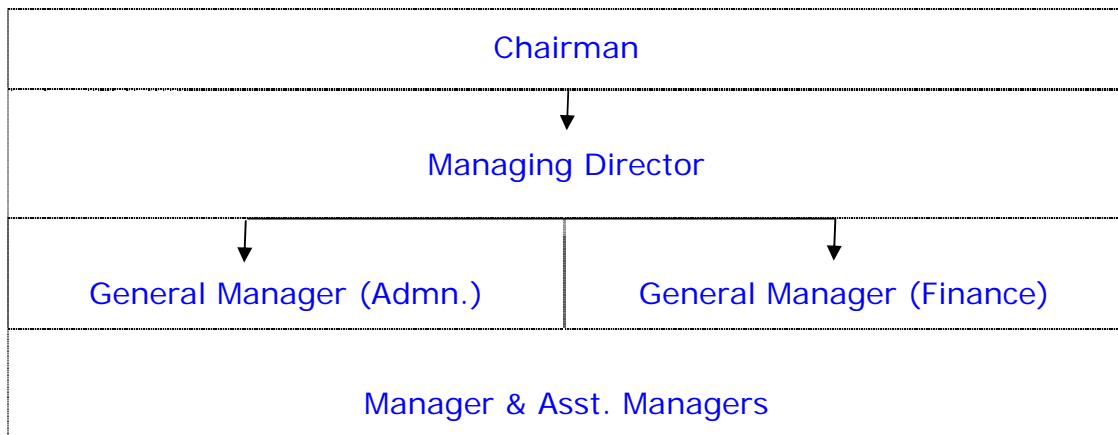 Chairman
Managing Director
General Manager (Admn.)
General Manager (Finance)
Manager & Asst. Managers